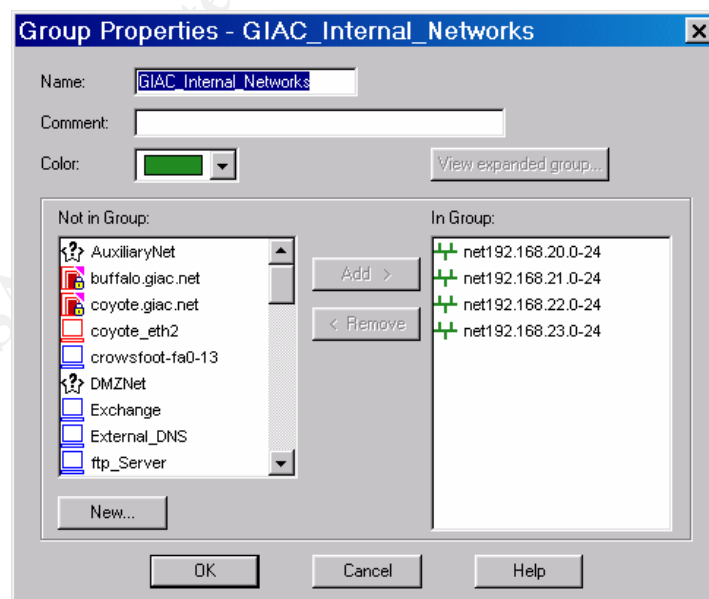 Group Properties - GIAC_Internal_Networks
Name: GIAC_Internal_Networks
Comment:
Color:
View expanded group...
Not in Group:
AuxiliaryNet
buffalo.giac.net
coyote.giac.net
coyote_eth2
crowsfoot-fa0-13
DMZNet
Exchange
External_DNS
ftp_Server
Add >
< Remove
In Group:
net192.168.20.0-24
net192.168.21.0-24
net192.168.22.0-24
net192.168.23.0-24
New...
OK
Cancel
Help